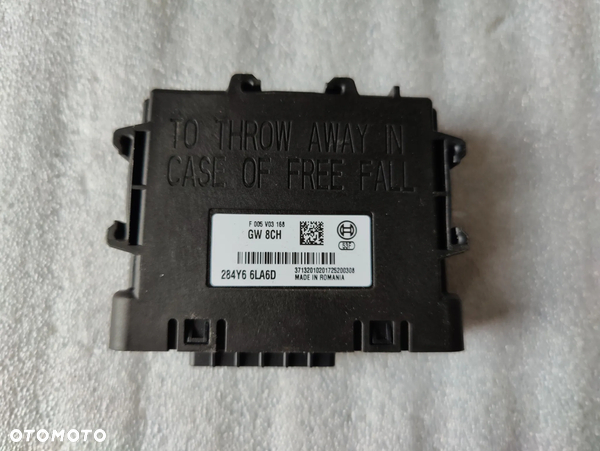 TO THROW AWAY IN
CASE OF FREE FALL
F 005 V03 168
GW 8CH
284Y6 6LA6D
37132010201725200308
MADE IN ROMANIA
OTOMOTO